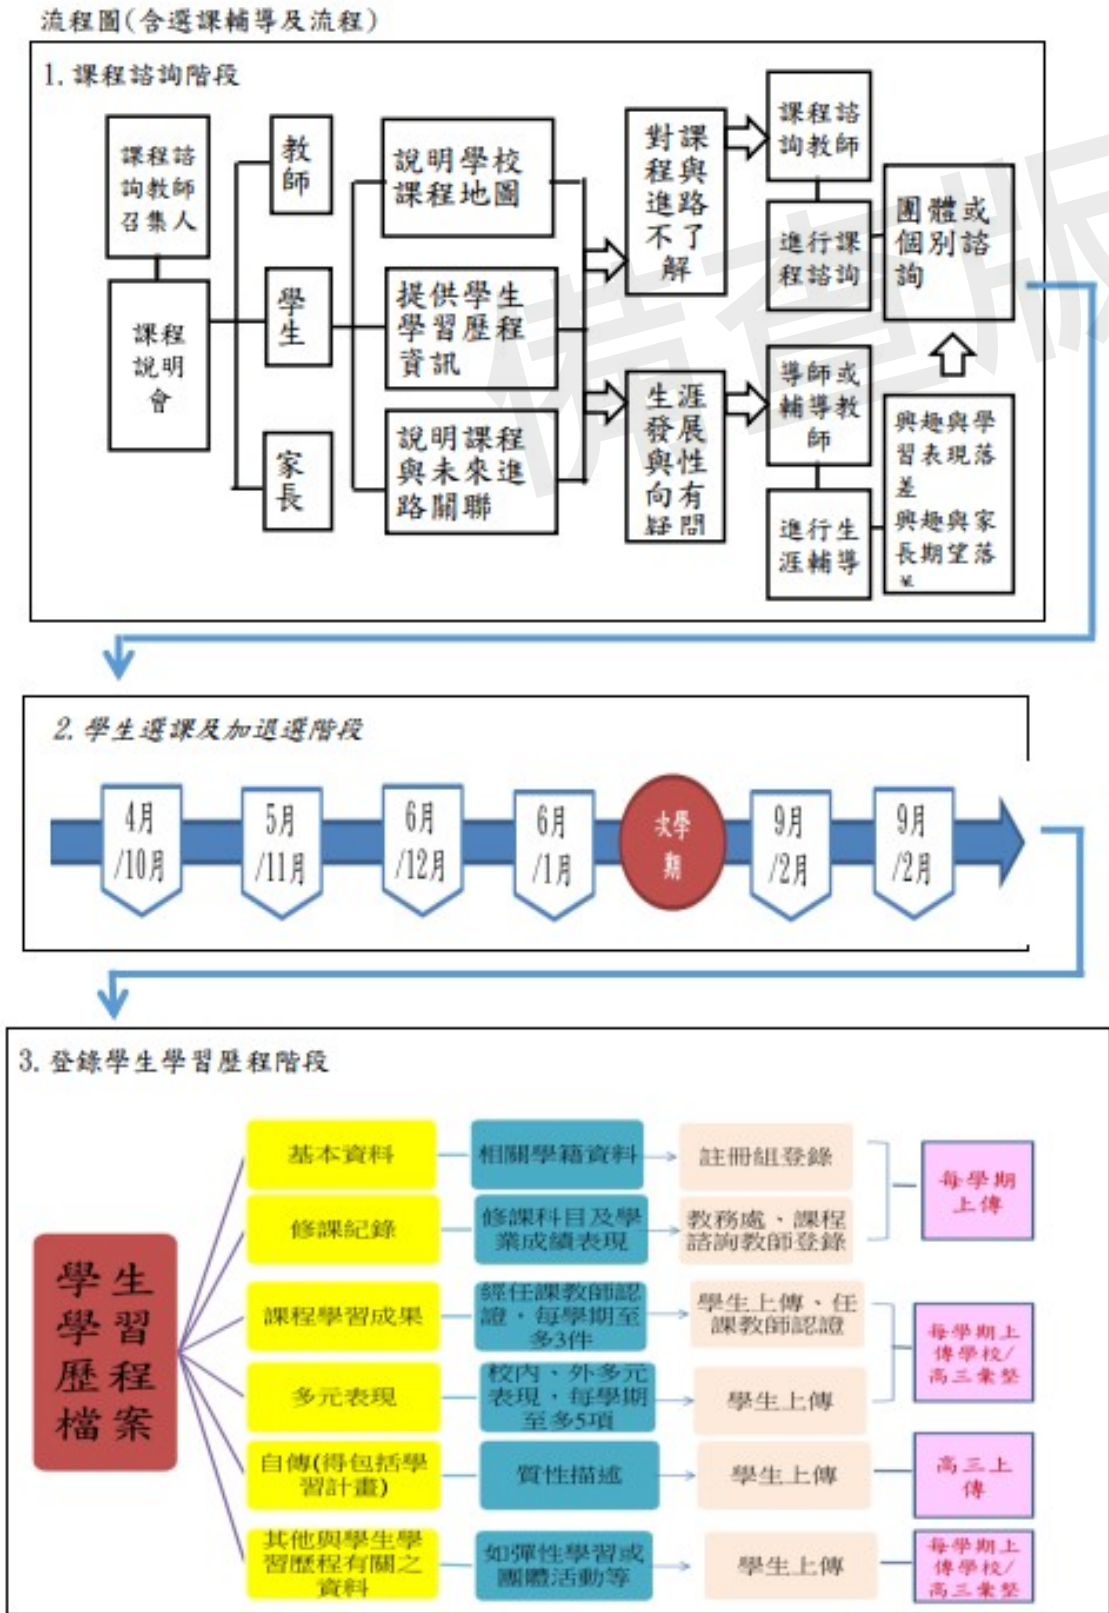 流程圖(含選課輔導及流程)
1. 課程諮詢階段
課程諮
詢教師
召集人
課程
說明
會
教
師
學
生
家
長
說明學校
課程地圖
提供學生
學習歷程
資訊
說明課程
與未來進
路關聯
對課
程與
進路
不了
解
生涯
發展
與性
向有
疑問
課程諮
詢教師
進行課
程諮詢
導師或
輔導教
師
進行生
涯輔導
團體或
個別諮
詢
興趣與學
習表現落
差
興趣與家
長期望落
備查版
2. 學生選課及加退選階段
4月
/10月
5月
/11月
6月
/12月
6月
/1月
次學
期
9月
/2月
9月
/2月
3. 登錄學生學習歷程階段
學生
學習
歷程
檔案
基本資料
相關學籍資料
註冊組登錄
修課紀錄
修課科目及學
業成績表現
教務處、課程
諮詢教師登錄
每學期
上傳
課程學習成果
經任課教師認
證，每學期至
多3件
學生上傳、任
課教師認證
多元表現
校內、外多元
表現，每學期
至多5項
學生上傳
每學期上
傳學校/
高三彙整
自傳(得包括學
習計畫)
質性描述
學生上傳
高三上
傳
其他與學生學
習歷程有關之
資料
如彈性學習或
團體活動等
學生上傳
每學期上
傳學校/
高三彙整